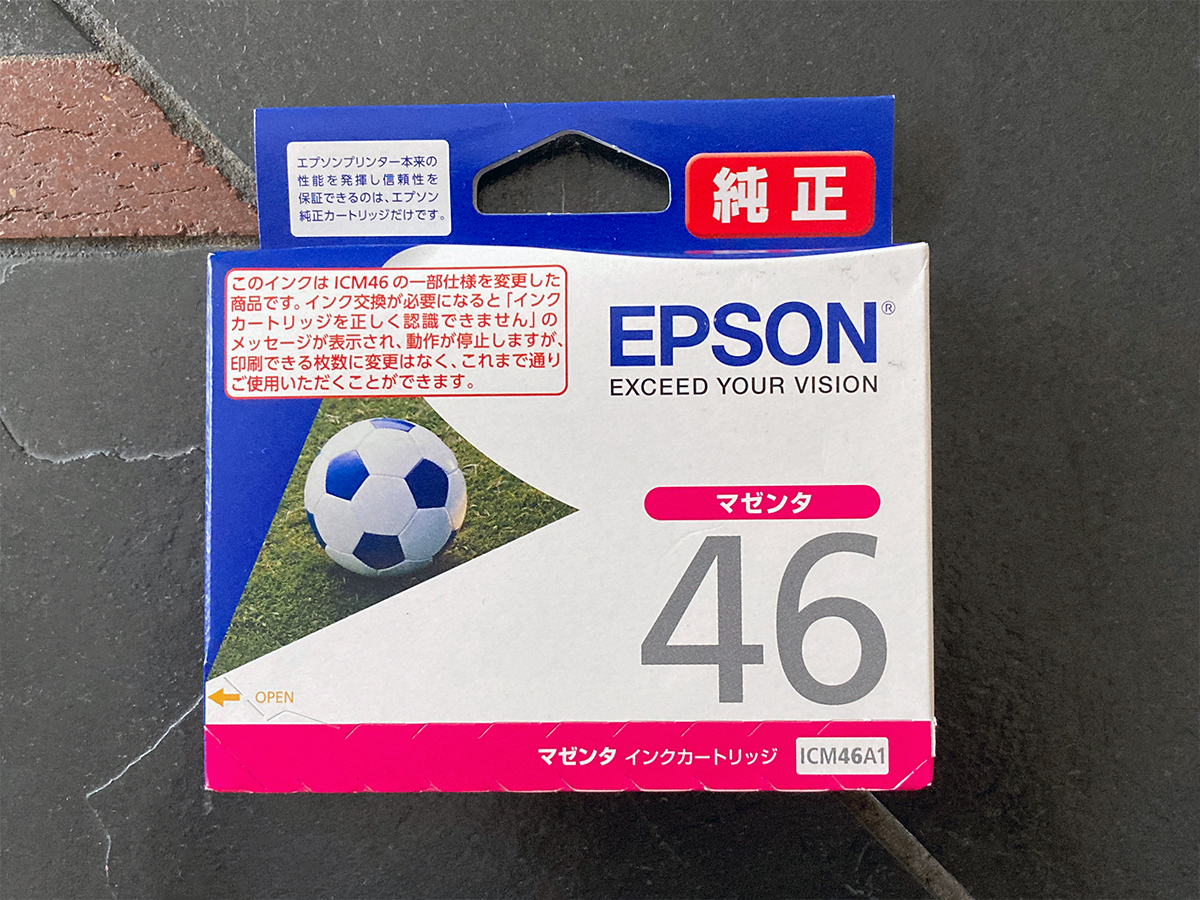 エプソンプリンター本来の
性能を発揮し信頼性を
保証できるのは、エプソン
純正カートリッジだけです。
純正
このインクは ICM46 の一部仕様を変更した
商品です。インク交換が必要になると「インク
カートリッジを正しく認識できません」の
メッセージが表示され、動作が停止しますが、
印刷できる枚数に変更はなく、これまで通り
ご使用いただくことができます。
EPSON®
EXCEED YOUR VISION
マゼンタ
46
OPEN
マゼンタ インクカートリッジ ICM46A1